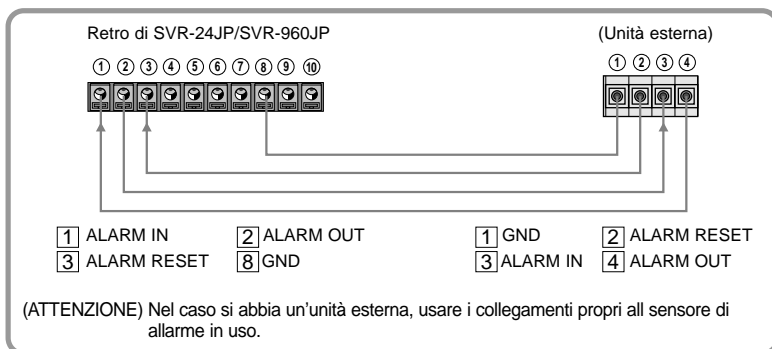 Retro di SVR-24JP/SVR-960JP
(Unità esterna)
1 2 3 4 5 6 7 8 9 10
1 2 3 4
1 ALARM IN 2 ALARM OUT
3 ALARM RESET 8 GND
1 GND 2 ALARM RESET
3 ALARM IN 4 ALARM OUT
(ATTENZIONE) Nel caso si abbia un'unità esterna, usare i collegamenti propri all sensore di
allarme in uso.